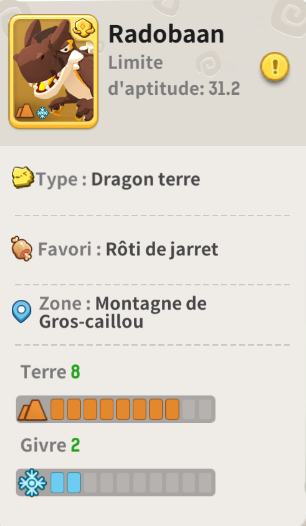 Radobaan
Limite
d'aptitude: 31.2
Type : Dragon terre
Favori : Rôti de jarret
Zone : Montagne de
Gros-caillou
Terre 8
Givre 2